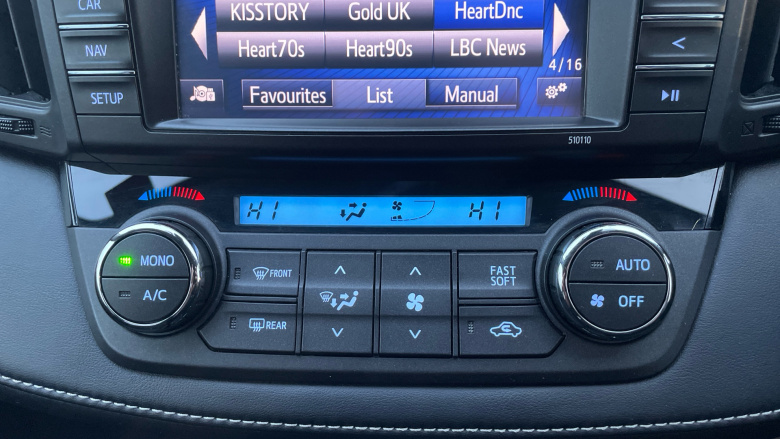 CAR
KISSTORY Gold UK HeartDnc
NAV
Heart70s Heart90s LBC News
<
4/16
SETUP
Favourites List Manual
510110
HI HI
MONO
A/C
FRONT
REAR
FAST
SOFT
AUTO
OFF